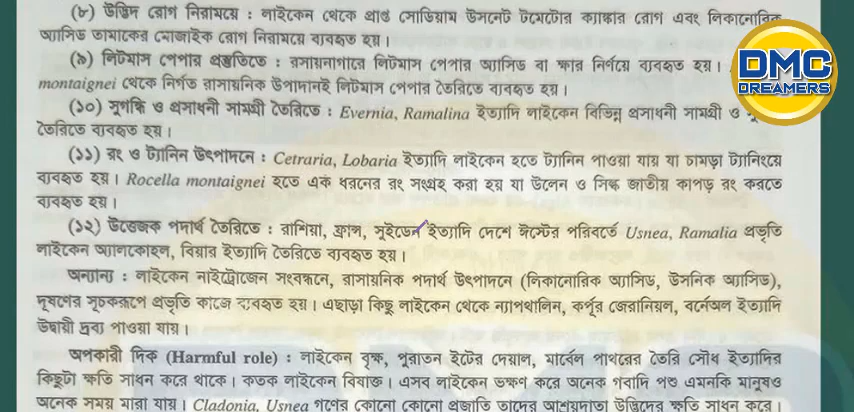 (৮) উদ্ভিদ রোগ নিরাময়ে : লাইকেন থেকে প্রাপ্ত সোডিয়াম উসনেট টমেটোর ক্যাঙ্কার রোগ এবং লিকানোরিক
অ্যাসিড তামাকের মোজাইক রোগ নিরাময়ে ব্যবহৃত হয়।
(৯) লিটমাস পেপার প্রস্তুতিতে : রসায়নাগারে লিটমাস পেপার অ্যাসিড বা ক্ষার নির্ণয়ে ব্যবহৃত হয়।
montaignei থেকে নির্গত রাসায়নিক উপাদানই লিটমাস পেপার তৈরিতে ব্যবহৃত হয়।
(১০) সুগন্ধি ও প্রসাধনী সামগ্রী তৈরিতে : Evernia, Ramalina ইত্যাদি লাইকেন বিভিন্ন প্রসাধনী সামগ্রী ও
তৈরিতে ব্যবহৃত হয়।
(১১) রং ও ট্যানিন উৎপাদনে : Cetraria, Lobaria ইত্যাদি লাইকেন হতে ট্যানিন পাওয়া যায় যা চামড়া ট্যানিংয়ে
ব্যবহৃত হয়। Rocella montaignei হতে এক ধরনের রং সংগ্রহ করা হয় যা উলেন ও সিল্ক জাতীয় কাপড় রং করতে
ব্যবহৃত হয়।
(১২) উত্তেজক পদার্থ তৈরিতে : রাশিয়া, ফ্রান্স, সুইডেন ইত্যাদি দেশে ঈস্টের পরিবর্তে Usnea, Ramalia প্রভৃতি
লাইকেন অ্যালকোহল, বিয়ার ইত্যাদি তৈরিতে ব্যবহৃত হয়।
অন্যান্য : লাইকেন নাইট্রোজেন সংবন্ধনে, রাসায়নিক পদার্থ উৎপাদনে (লিকানোরিক অ্যাসিড, উসনিক অ্যাসিড),
দূষণের সূচকরূপে প্রভৃতি কাজে ব্যবহৃত হয়। এছাড়া কিছু লাইকেন থেকে ন্যাপথালিন, কর্পূর জেরানিয়ল, বর্নেঅল ইত্যাদি
উদ্বায়ী দ্রব্য পাওয়া যায়।
অপকারী দিক (Harmful role) : লাইকেন বৃক্ষ, পুরাতন ইটের দেয়াল, মার্বেল পাথরের তৈরি সৌধ ইত্যাদির
কিছুটা ক্ষতি সাধন করে থাকে। কতক লাইকেন বিষাক্ত। এসব লাইকেন ভক্ষণ করে অনেক গবাদি পশু এমনকি মানুষও
অনেক সময় মারা যায়। Cladonia, Usnea গণের কোনো কোনো প্রজাতি তাদের আশ্রয়দাতা উদ্ভিদের ক্ষতি সাধন করে।
DMC
DREAMERS